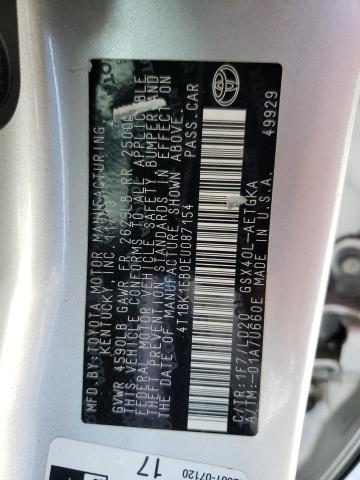 MFD.BY:TOYOTA MOTOR MANUFACTURING,
KENTUCKY, INC.
GVWR 4590LB GAWR FR 2625LB RR 2500LB
THIS VEHICLE CONFORMS TO ALL APPLICABLE
FEDERAL MOTOR VEHICLE SAFETY BUMPER AND
THEFT PREVENTION STANDARDS IN EFFECT ON
THE DATE OF MANUFACTURE SHOWN ABOVE.
4T1BK1EB0EU087154 PASS.CAR
C/TR:1F7/LD20 GSX40L-AETGKA
A/TM:-01A/U660E MADE IN U.S.A.
49929
TOYOTA
17
07120